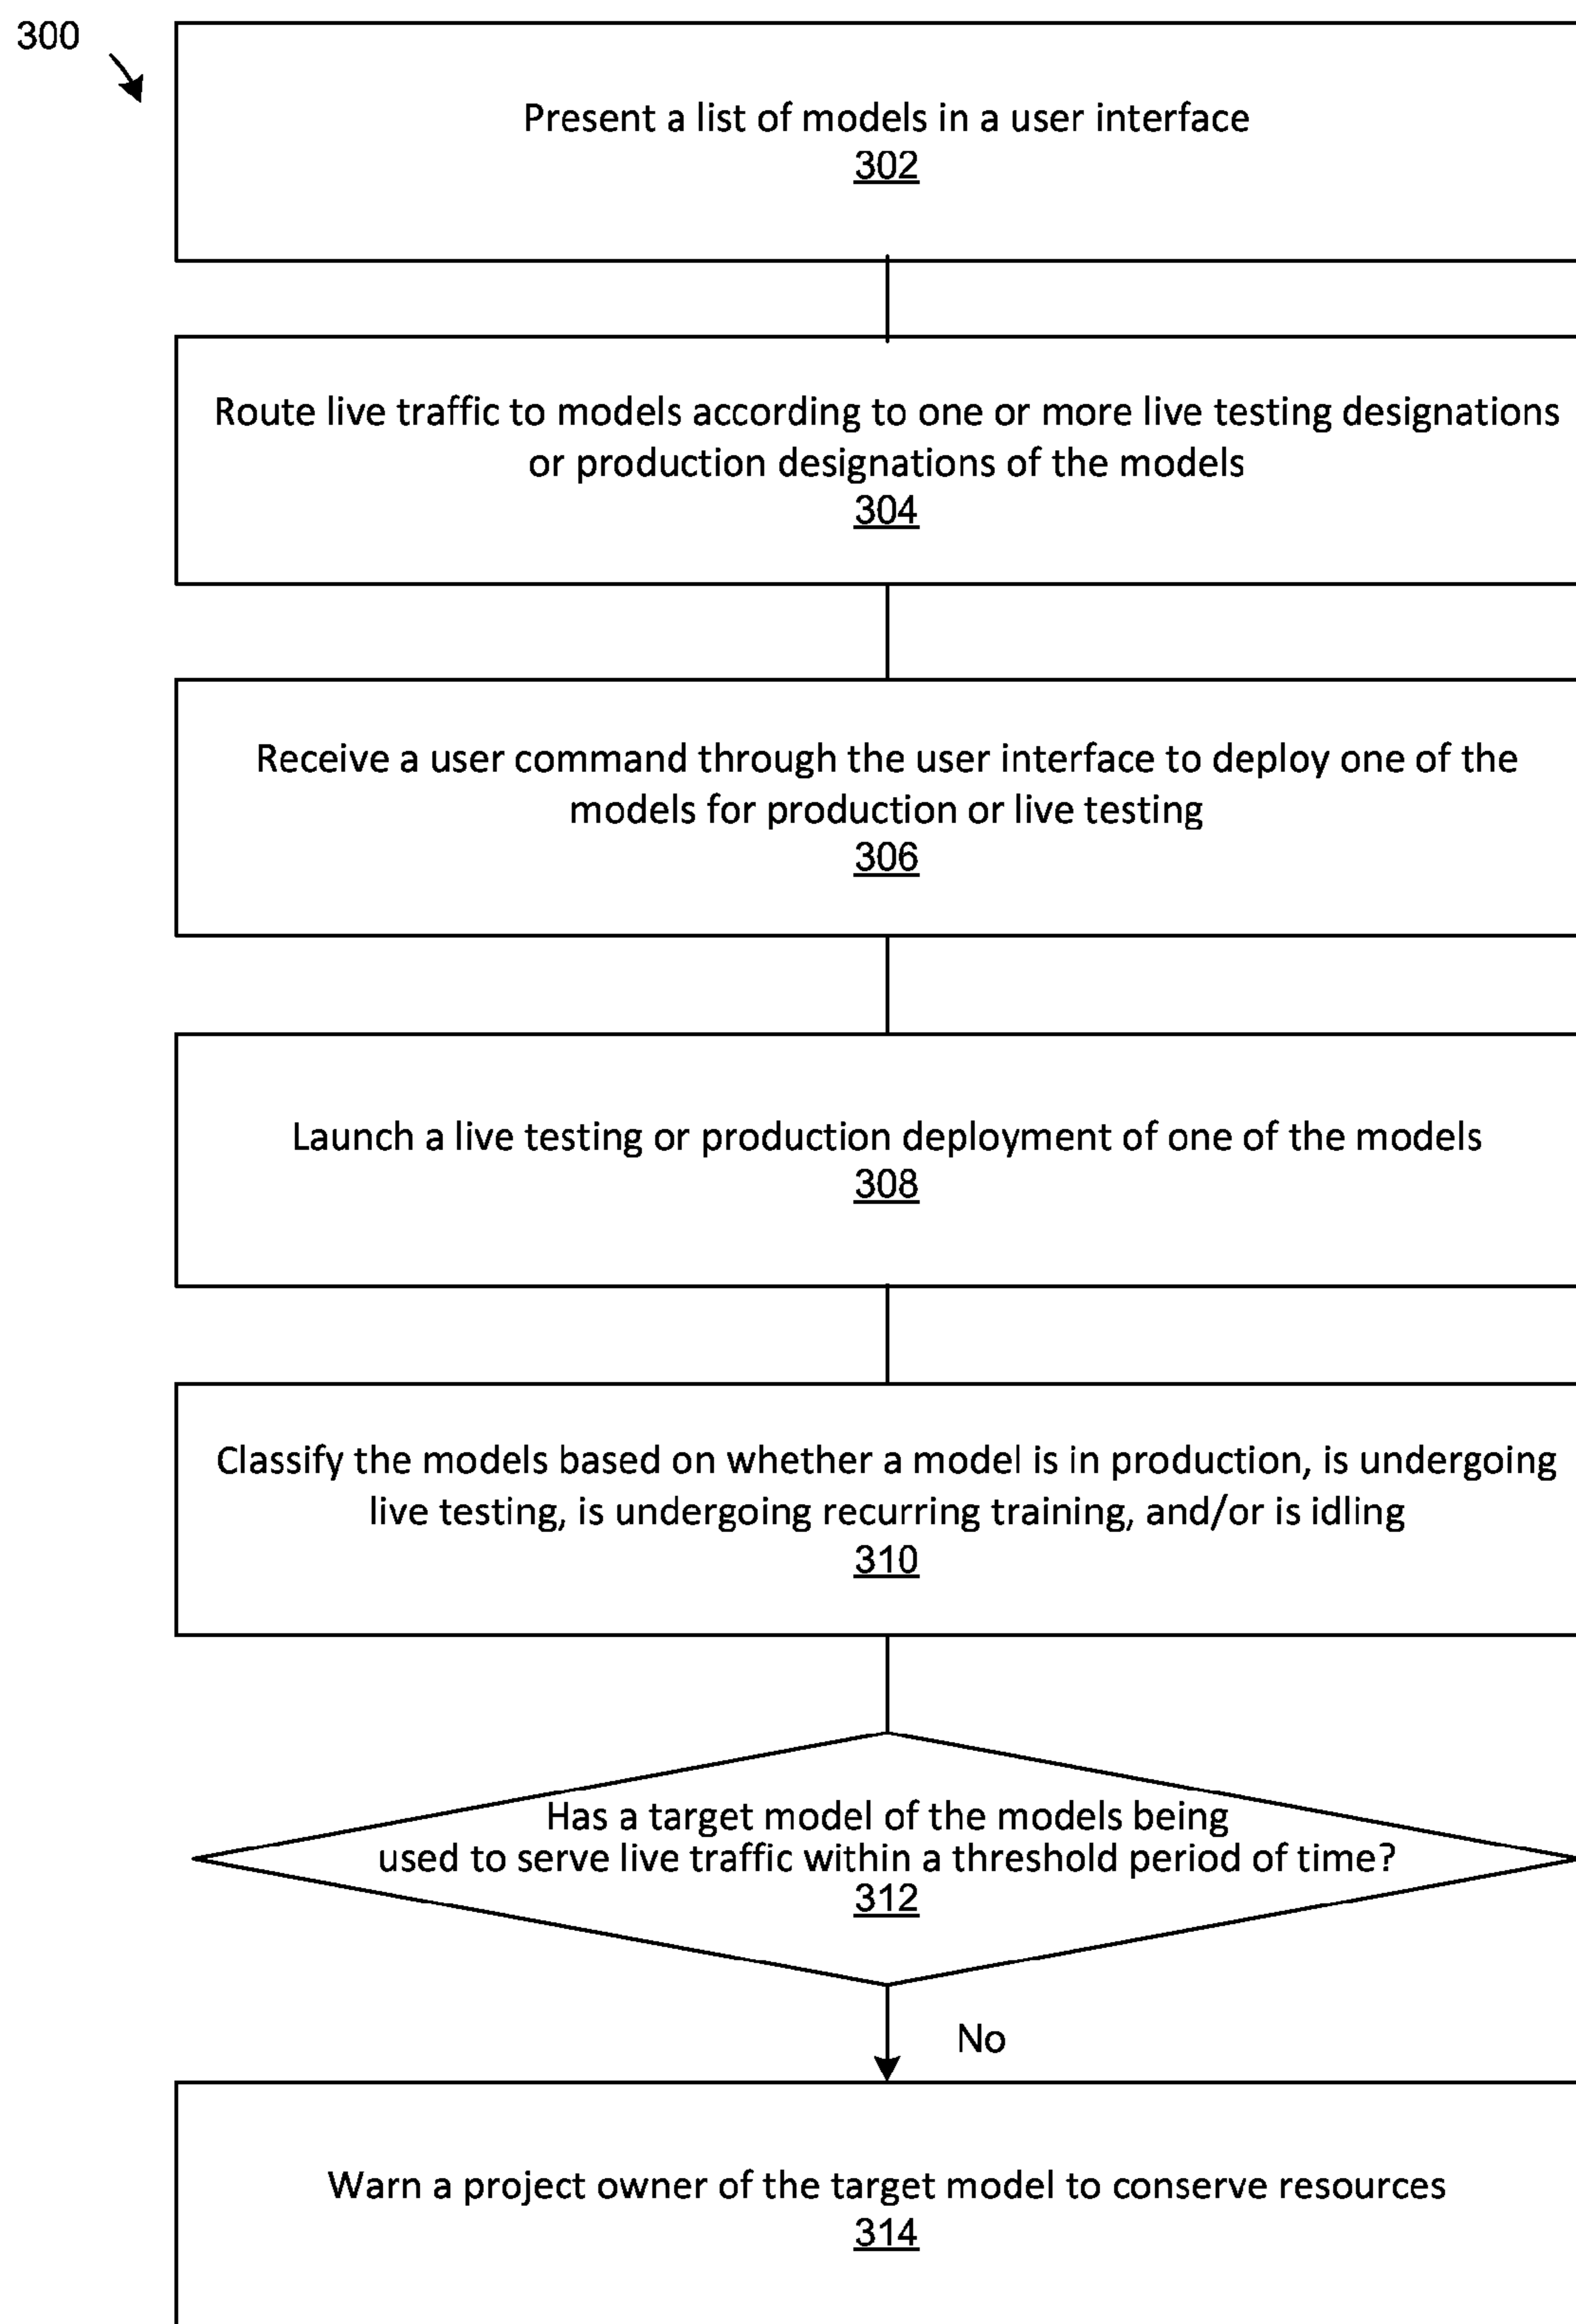 300
Present a list of models in a user interface
302
Route live traffic to models according to one or more live testing designations
or production designations of the models
304
Receive a user command through the user interface to deploy one of the
models for production or live testing
306
Launch a live testing or production deployment of one of the models
308
Classify the models based on whether a model is in production, is undergoing
live testing, is undergoing recurring training, and/or is idling
310
Has a target model of the models being
used to serve live traffic within a threshold period of time?
312
No
Warn a project owner of the target model to conserve resources
314